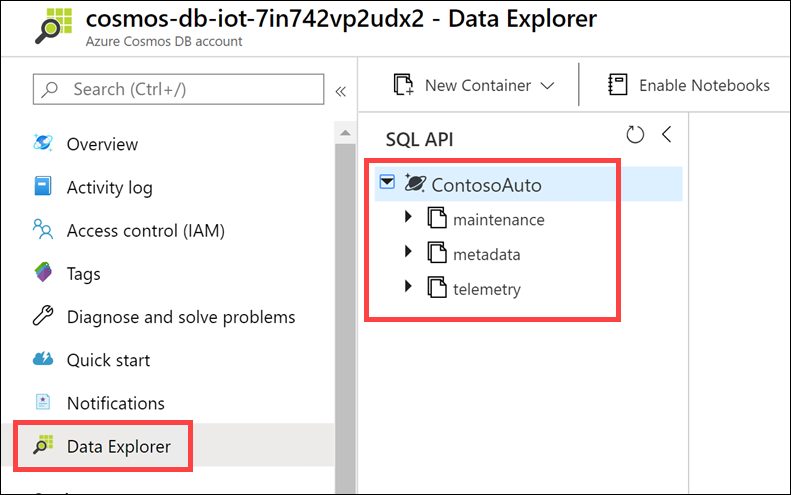 cosmos-db-iot-7in742vp2udx2 - Data Explorer
Azure Cosmos DB account
Search (Ctrl+/)
«
Overview
Activity log
Access control (IAM)
Tags
Diagnose and solve problems
Quick start
Notifications
Data Explorer
New Container
Enable Notebooks
SQL API
ContosoAuto
maintenance
metadata
telemetry